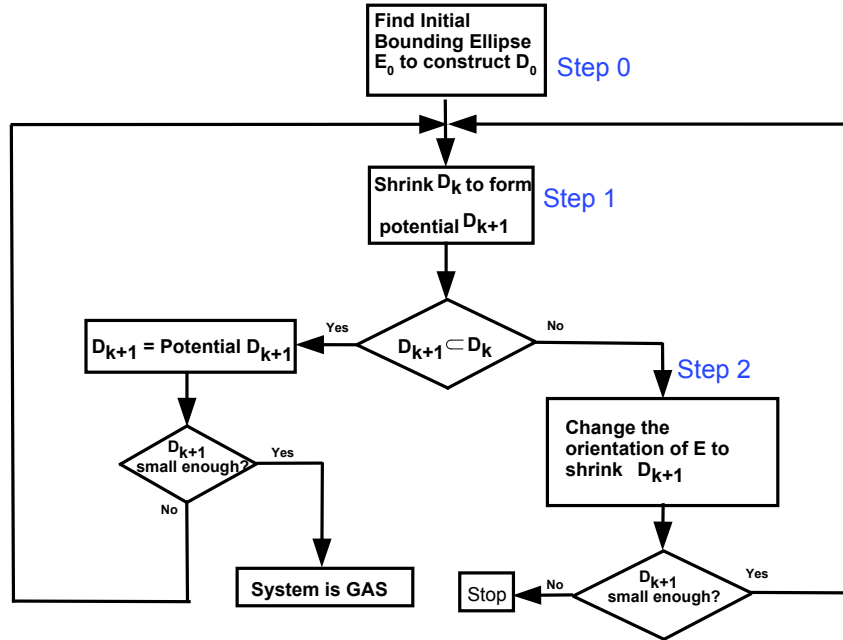 Find Initial
Bounding Ellipse
E0 to construct D0
Step 0
Shrink Dk to form
potential Dk+1
Step 1
Dk+1 ⊂ Dk
Yes
No
Dk+1 = Potential Dk+1
Step 2
Change the
orientation of E to
shrink Dk+1
Dk+1
small enough?
Yes
No
System is GAS
Dk+1
small enough?
No
Yes
Stop